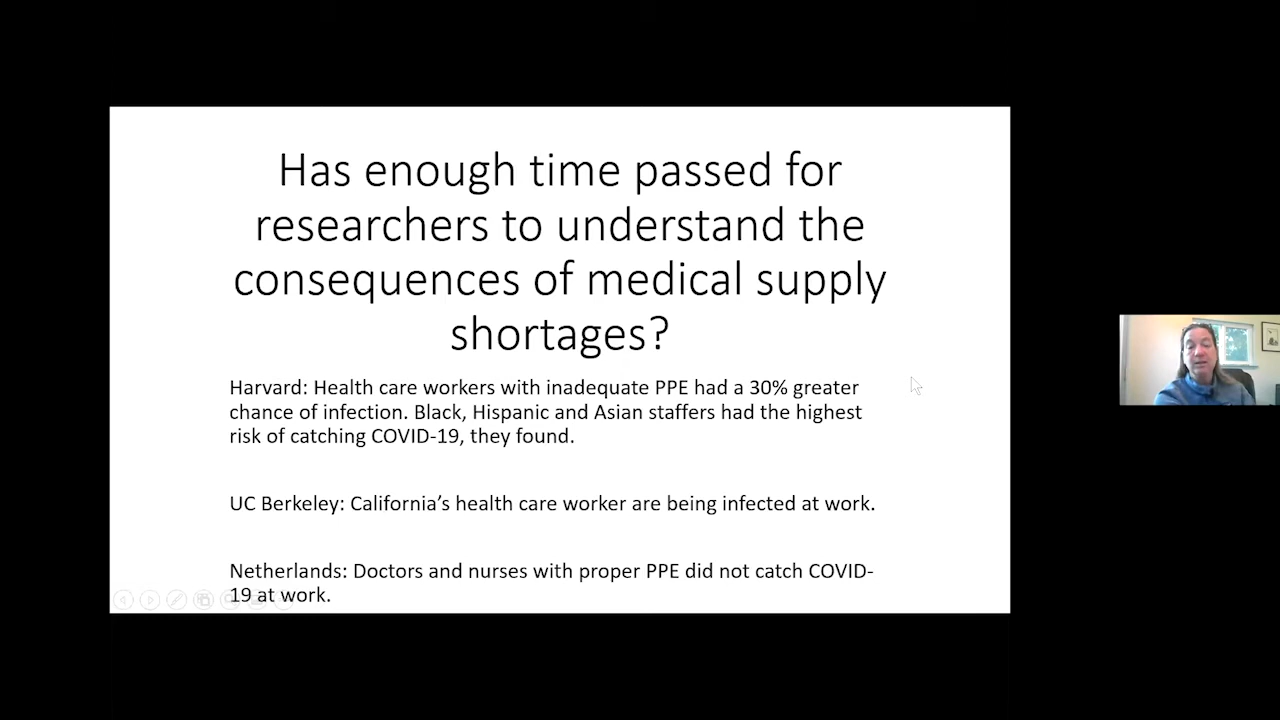 Has enough time passed for
researchers to understand the
consequences of medical supply
shortages?
Harvard: Health care workers with inadequate PPE had a 30% greater
chance of infection. Black, Hispanic and Asian staffers had the highest
risk of catching COVID-19, they found.
UC Berkeley: California’s health care worker are being infected at work.
Netherlands: Doctors and nurses with proper PPE did not catch COVID-
19 at work.